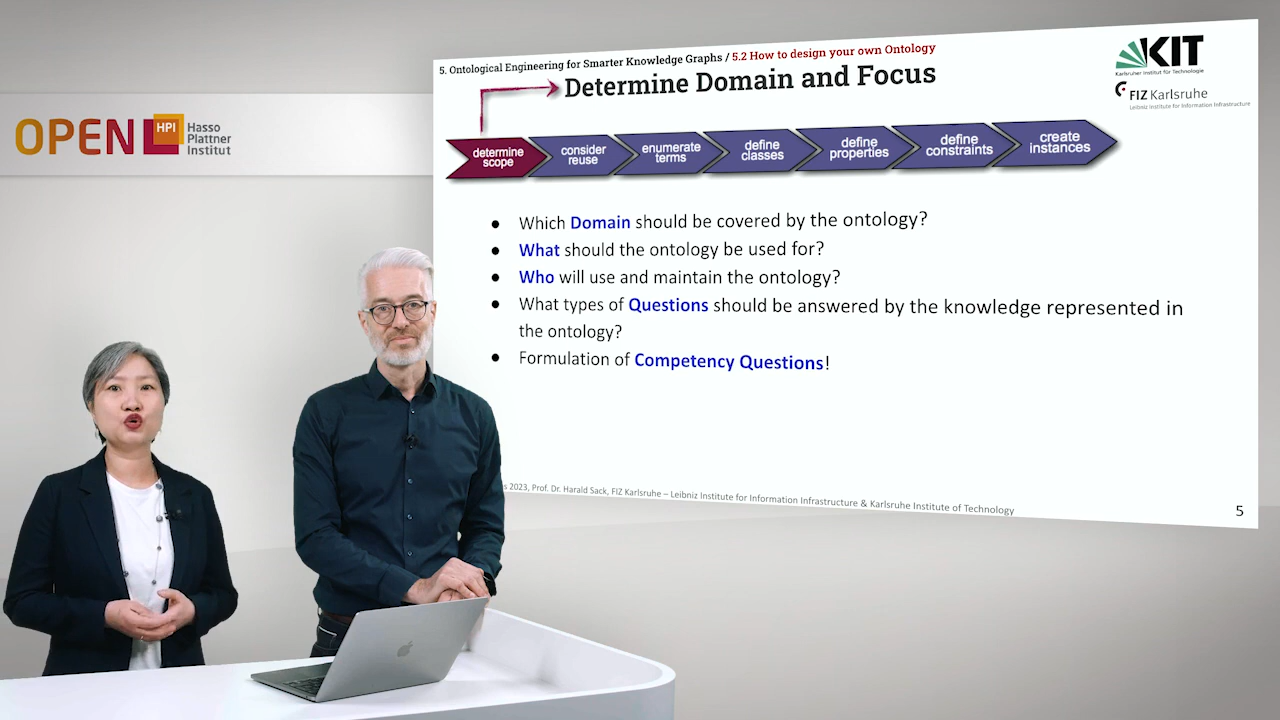 OPEN HPI Hasso
Plattner
Institut
5. Ontological Engineering for Smarter Knowledge Graphs / 5.2 How to design your own Ontology
Determine Domain and Focus
KIT
Karlsruher Institut für Technologie
FIZ Karlsruhe
Leibniz Institute for Information Infrastructure
determine
scope
consider
reuse
enumerate
terms
define
classes
define
properties
define
constraints
create
instances
● Which Domain should be covered by the ontology?
● What should the ontology be used for?
● Who will use and maintain the ontology?
● What types of Questions should be answered by the knowledge represented in
the ontology?
● Formulation of Competency Questions!
2023, Prof. Dr. Harald Sack, FIZ Karlsruhe – Leibniz Institute for Information Infrastructure & Karlsruhe Institute of Technology
5